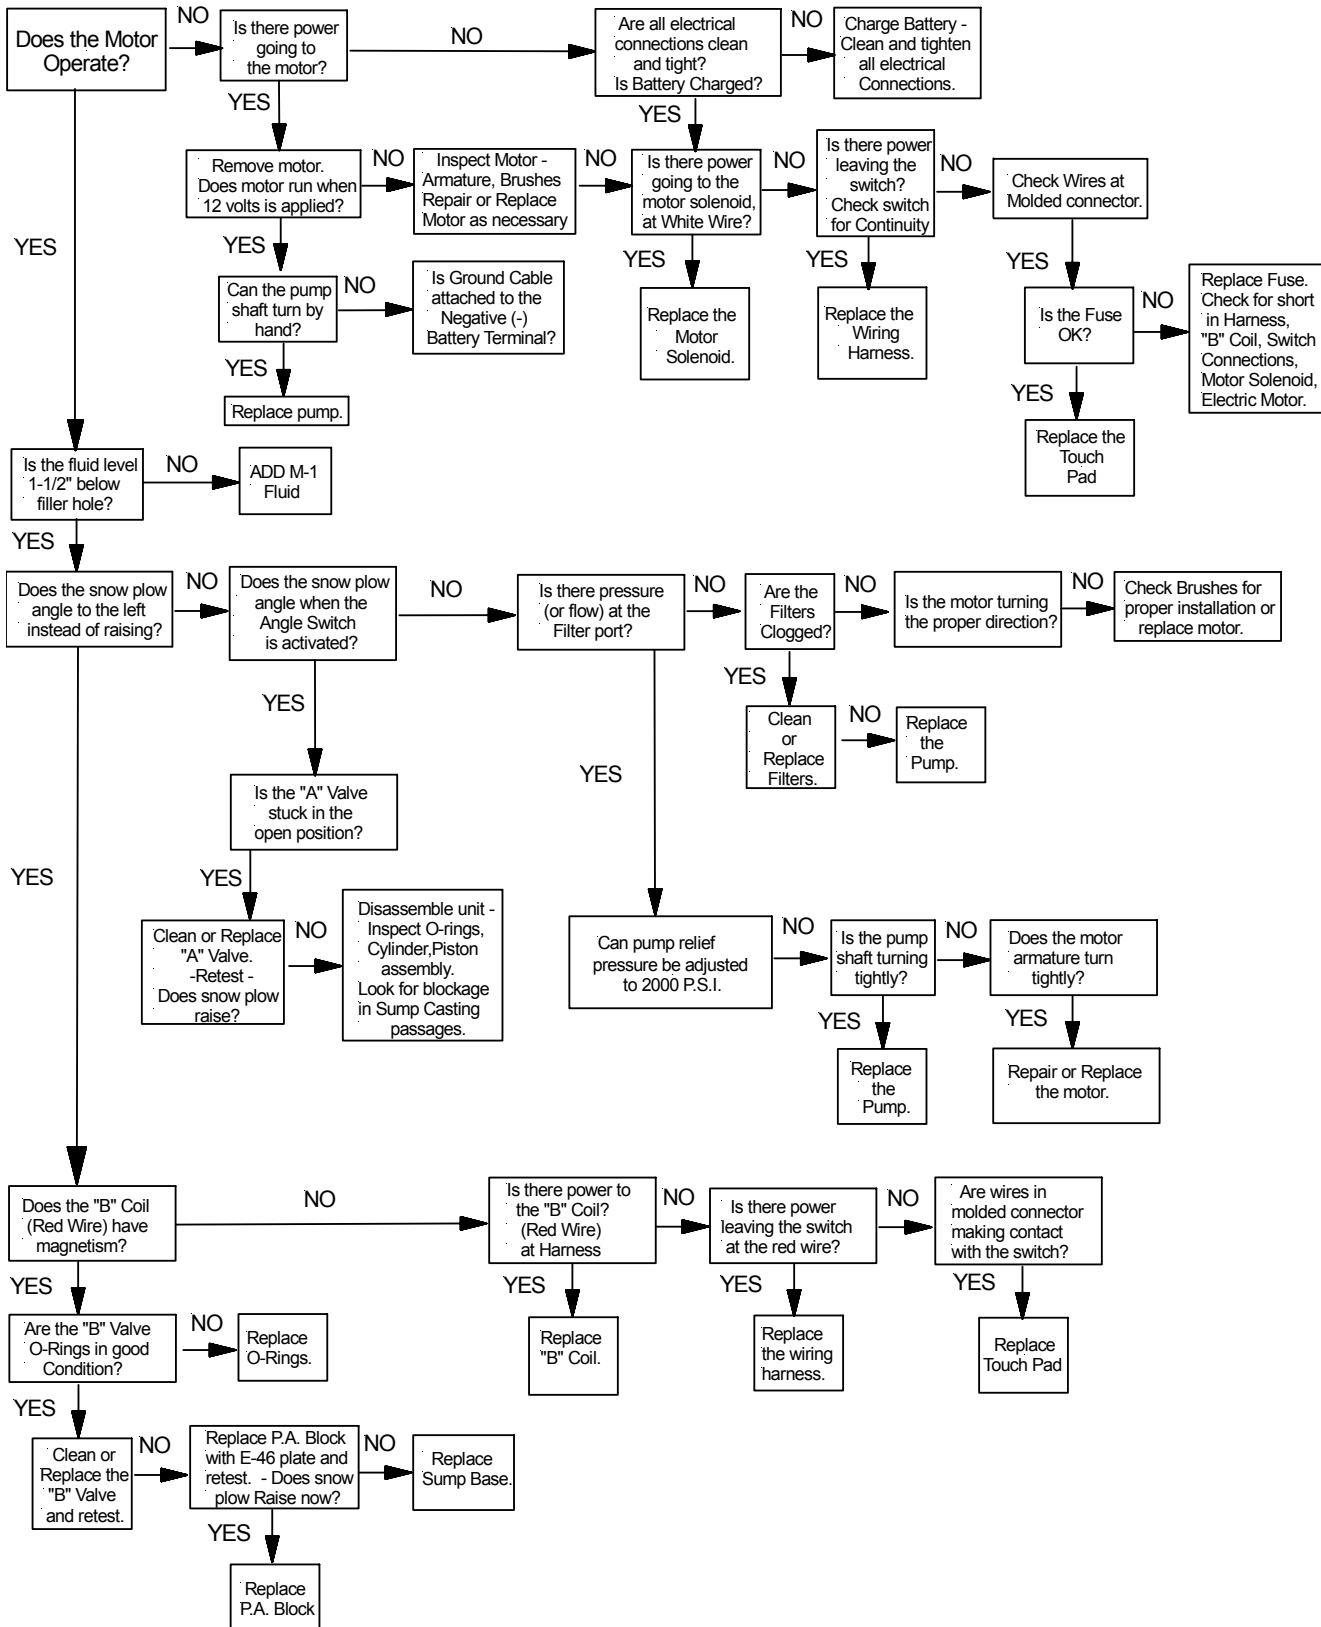 Does the Motor
Operate?
NO
Is there power
going to
the motor?
NO
Are all electrical
connections clean
and tight?
Is Battery Charged?
NO
Charge Battery -
Clean and tighten
all electrical
Connections.
YES
YES
YES
Remove motor.
Does motor run when
12 volts is applied?
NO
Inspect Motor -
Armature, Brushes
Repair or Replace
Motor as necessary
NO
Is there power
going to the
motor solenoid,
at White Wire?
NO
Is there power
leaving the
switch?
Check switch
for Continuity
NO
Check Wires at
Molded connector.
YES
YES
YES
YES
Can the pump
shaft turn by
hand?
NO
Is Ground Cable
attached to the
Negative (-)
Battery Terminal?
Replace the
Motor
Solenoid.
Replace the
Wiring
Harness.
Is the Fuse
OK?
NO
Replace Fuse.
Check for short
in Harness,
"B" Coil, Switch
Connections,
Motor Solenoid,
Electric Motor.
YES
YES
Replace pump.
Replace the
Touch
Pad
Is the fluid level
1-1/2" below
filler hole?
NO
ADD M-1
Fluid
YES
Does the snow plow
angle to the left
instead of raising?
NO
Does the snow plow
angle when the
Angle Switch
is activated?
NO
Is there pressure
(or flow) at the
Filter port?
NO
Are the
Filters
Clogged?
NO
Is the motor turning
the proper direction?
NO
Check Brushes for
proper installation or
replace motor.
YES
YES
YES
YES
Clean
or
Replace
Filters.
NO
Replace
the
Pump.
Is the "A" Valve
stuck in the
open position?
YES
Clean or Replace
"A" Valve.
-Retest -
Does snow plow
raise?
NO
Disassemble unit -
Inspect O-rings,
Cylinder,Piston
assembly.
Look for blockage
in Sump Casting
passages.
Can pump relief
pressure be adjusted
to 2000 P.S.I.
NO
Is the pump
shaft turning
tightly?
NO
Does the motor
armature turn
tightly?
YES
YES
Replace
the
Pump.
Repair or Replace
the motor.
Does the "B" Coil
(Red Wire) have
magnetism?
NO
Is there power to
the "B" Coil?
(Red Wire)
at Harness
NO
Is there power
leaving the switch
at the red wire?
NO
Are wires in
molded connector
making contact
with the switch?
YES
YES
YES
YES
Are the "B" Valve
O-Rings in good
Condition?
NO
Replace
O-Rings.
Replace
"B" Coil.
Replace
the wiring
harness.
Replace
Touch Pad
YES
Clean or
Replace the
"B" Valve
and retest.
NO
Replace P.A. Block
with E-46 plate and
retest. - Does snow
plow Raise now?
NO
Replace
Sump Base.
YES
Replace
P.A. Block